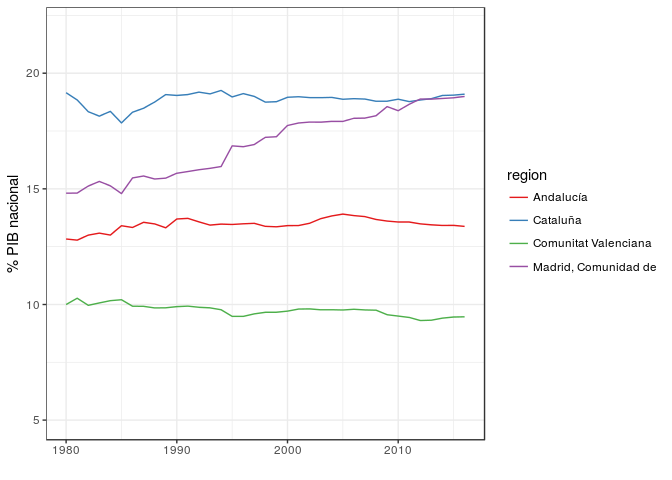 20
15
10
5
% PIB nacional
1980 1990 2000 2010
region
Andalucía
Cataluña
Comunitat Valenciana
Madrid, Comunidad de